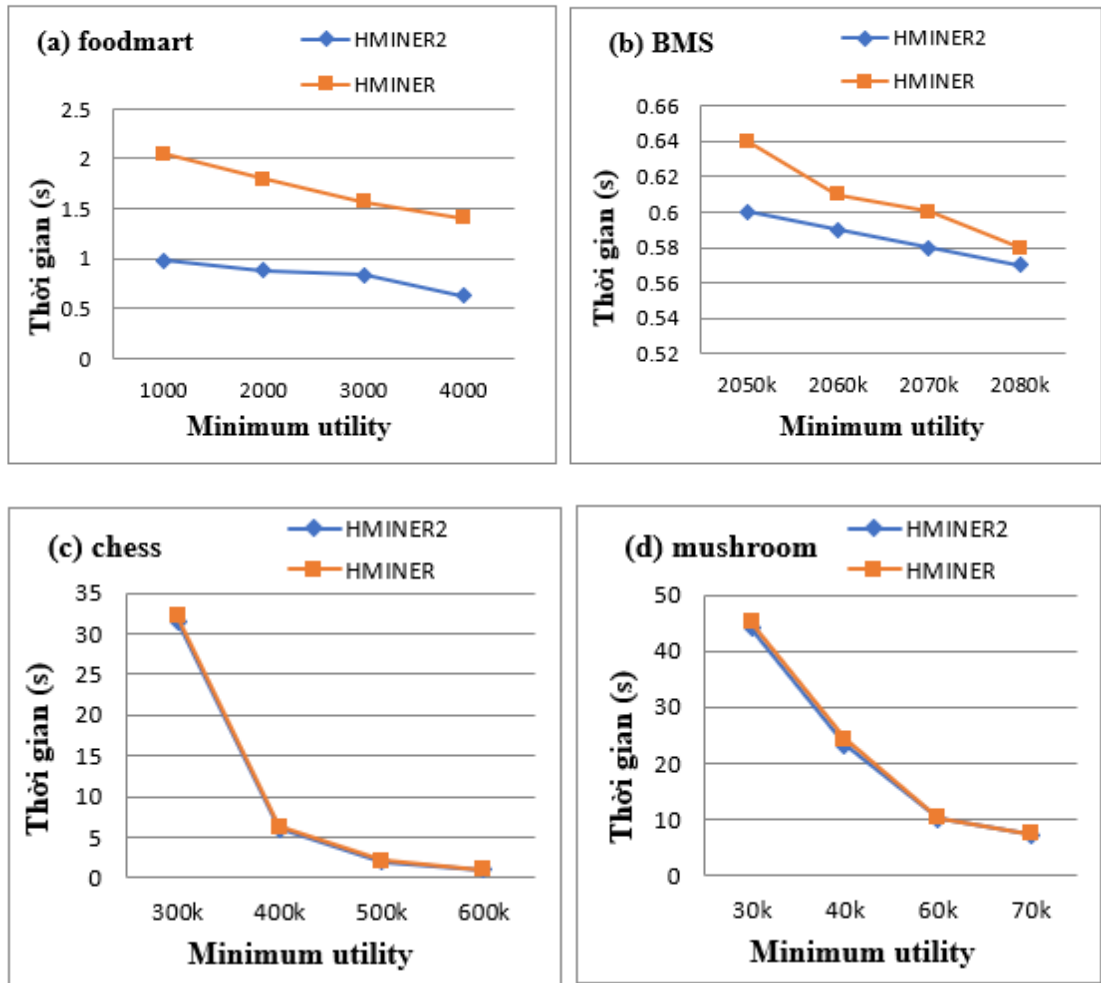 (a) foodmart
HMINER2
HMINER
2.5
2
1.5
1
0.5
0
Thời gian (s)
1000 2000 3000 4000
Minimum utility
(b) BMS
HMINER2
HMINER
0.66
0.64
0.62
0.6
0.58
0.56
0.54
0.52
Thời gian (s)
2050k 2060k 2070k 2080k
Minimum utility
(c) chess
HMINER2
HMINER
35
30
25
20
15
10
5
0
Thời gian (s)
300k 400k 500k 600k
Minimum utility
(d) mushroom
HMINER2
HMINER
50
40
30
20
10
0
Thời gian (s)
30k 40k 60k 70k
Minimum utility